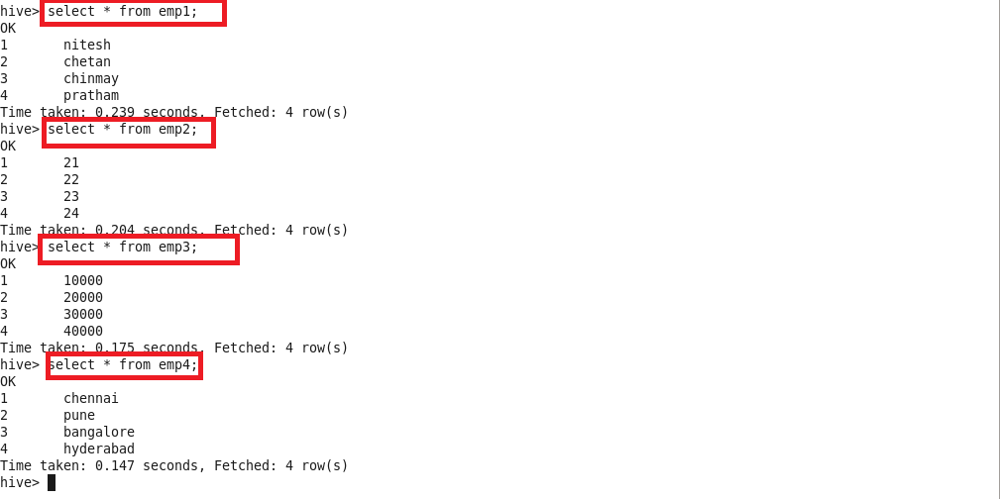 hive> select * from emp1;
OK
1 nitesh
2 chetan
3 chinmay
4 pratham
Time taken: 0.239 seconds, Fetched: 4 row(s)
hive> select * from emp2;
OK
1 21
2 22
3 23
4 24
Time taken: 0.204 seconds, Fetched: 4 row(s)
hive> select * from emp3;
OK
1 10000
2 20000
3 30000
4 40000
Time taken: 0.175 seconds, Fetched: 4 row(s)
hive> select * from emp4;
OK
1 chennai
2 pune
3 bangalore
4 hyderabad
Time taken: 0.147 seconds, Fetched: 4 row(s)
hive>